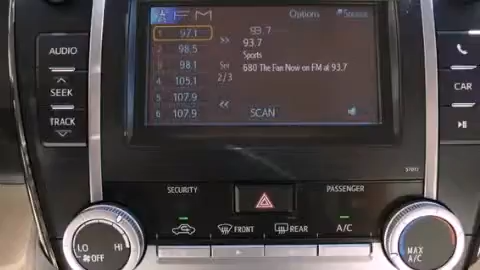 FM Options Source
1 97.1 >> 93.7
2 98.5 93.7
Sports
3 98.1 Set 680 The Fan Now on FM at 93.7
4 105.1 2/3
5 107.9
6 107.9 << SCAN
AUDIO
SEEK
TRACK
CAR
SECURITY PASSENGER
LO HI
OFF
FRONT REAR A/C
MAX
A/C